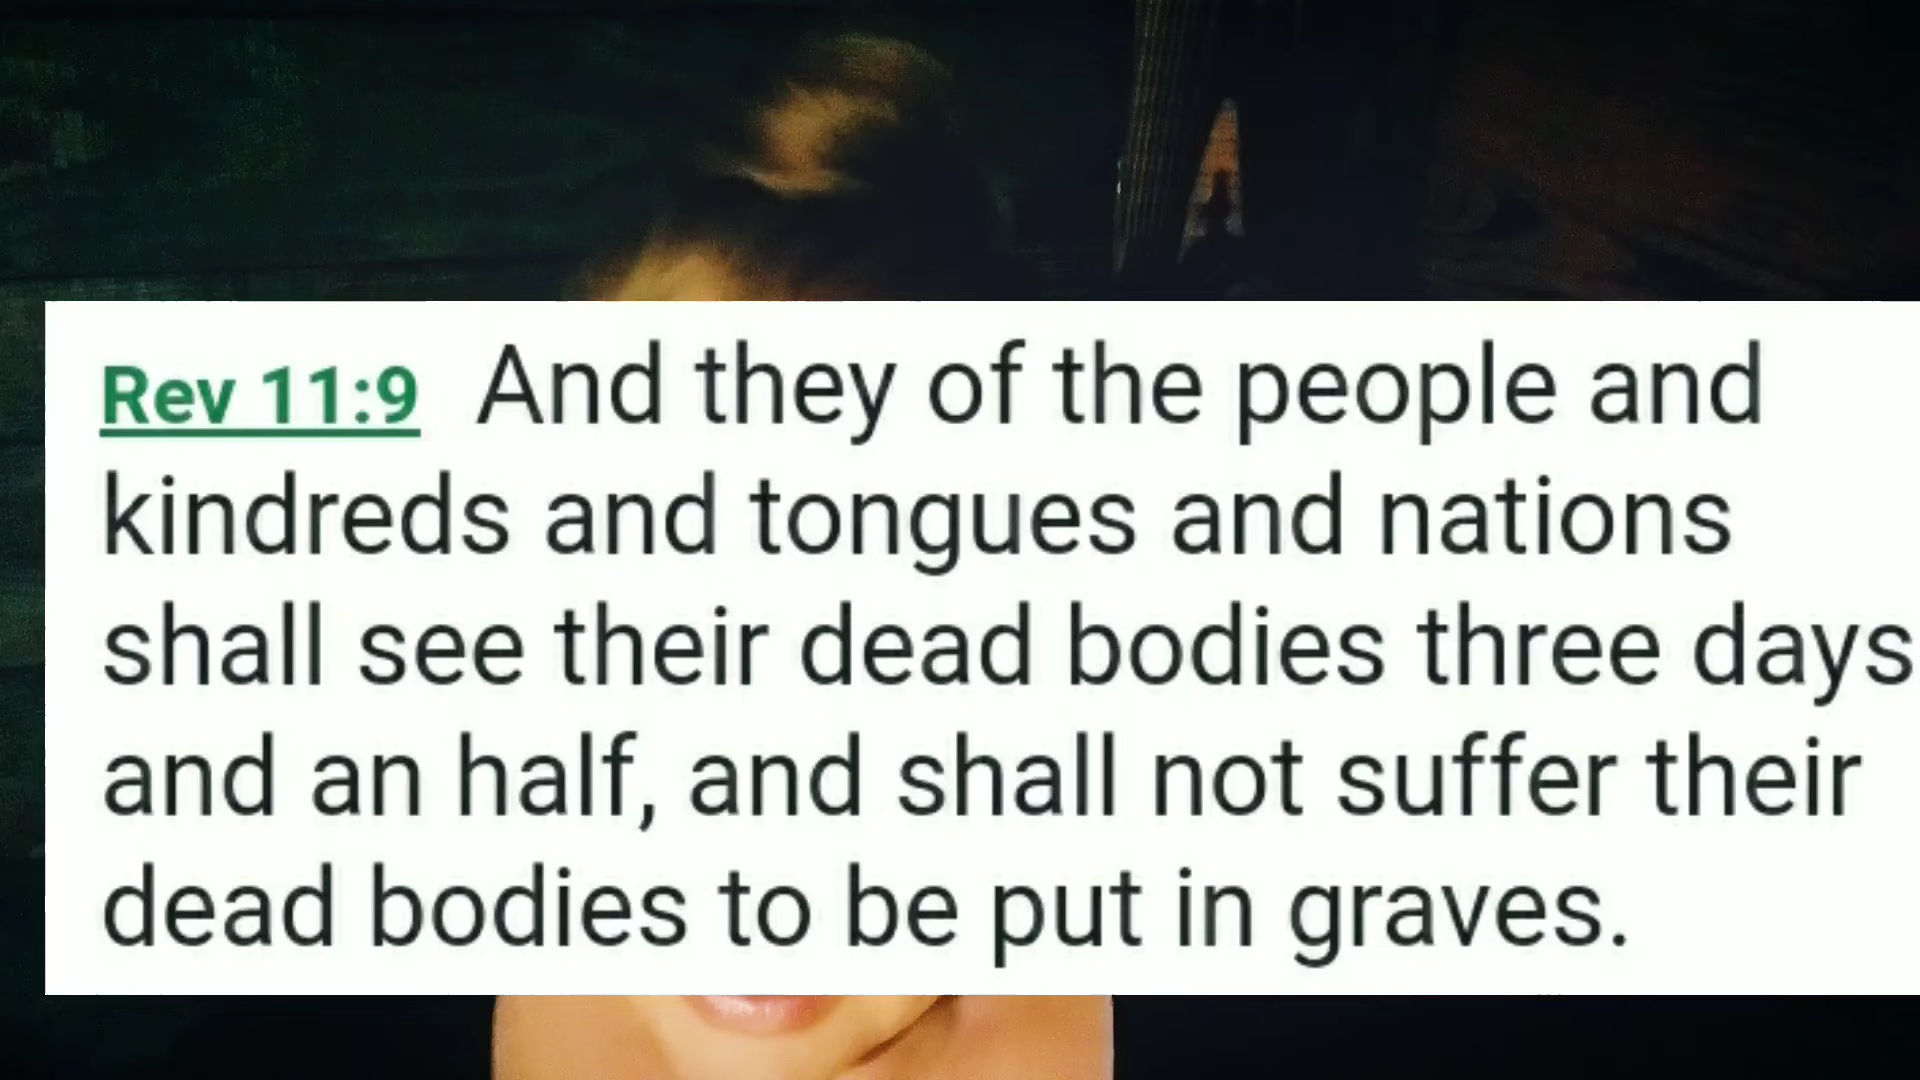 Rev 11:9 And they of the people and
kindreds and tongues and nations
shall see their dead bodies three days
and an half, and shall not suffer their
dead bodies to be put in graves.